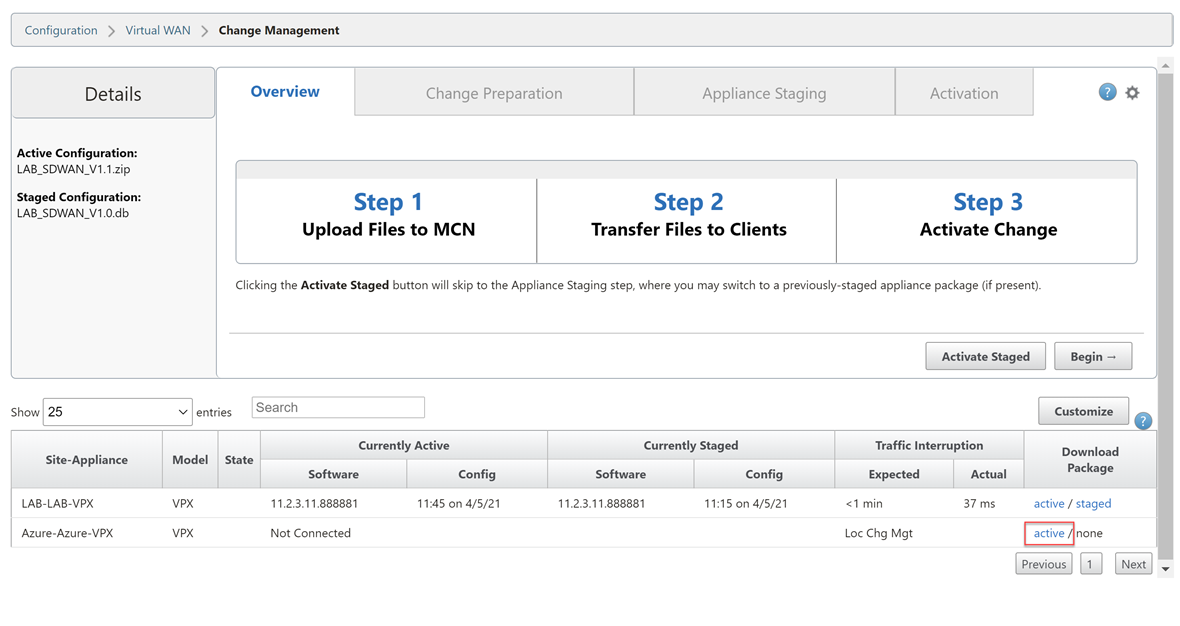 Configuration Virtual WAN Change Management
Details
Active Configuration:
LAB_SDWAN_V1.1.zip
Staged Configuration:
LAB_SDWAN_V1.0.db
Overview Change Preparation Appliance Staging Activation ?
Step 1 Step 2 Step 3
Upload Files to MCN Transfer Files to Clients Activate Change
Clicking the Activate Staged button will skip to the Appliance Staging step, where you may switch to a previously-staged appliance package (if present).
Activate Staged Begin →
Show 25 entries Search Customize ?
Site-Appliance Model State Currently Active Currently Staged Traffic Interruption Download Package
Software Config Software Config Expected Actual
LAB-LAB-VPX VPX 11.2.3.11.888881 11:45 on 4/5/21 11.2.3.11.888881 11:15 on 4/5/21 <1 min 37 ms active / staged
Azure-Azure-VPX VPX Not Connected Loc Chg Mgt active / none
Previous 1 Next